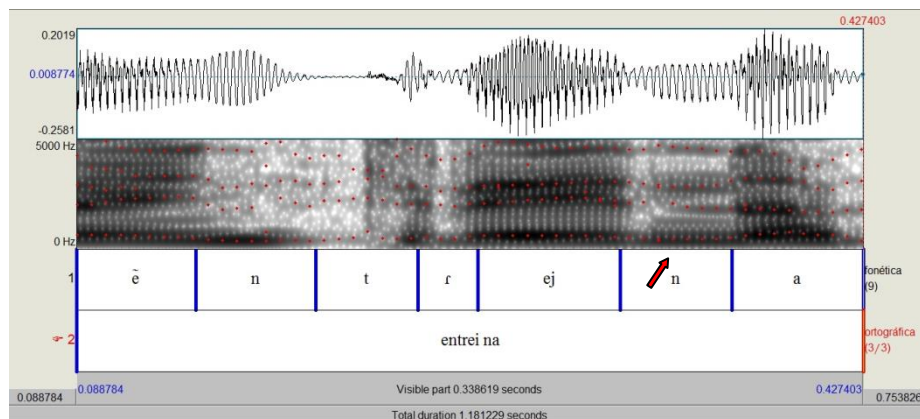 0.427403
0.2019
0.008774
-0.2581
5000 Hz
0 Hz
1 ẽ n t ɾ ej n a fonética (9)
2 entrei na ortográfica (3/3)
0.088784 Visible part 0.338619 seconds 0.427403
0.088784 0.753826
Total duration 1.181229 seconds